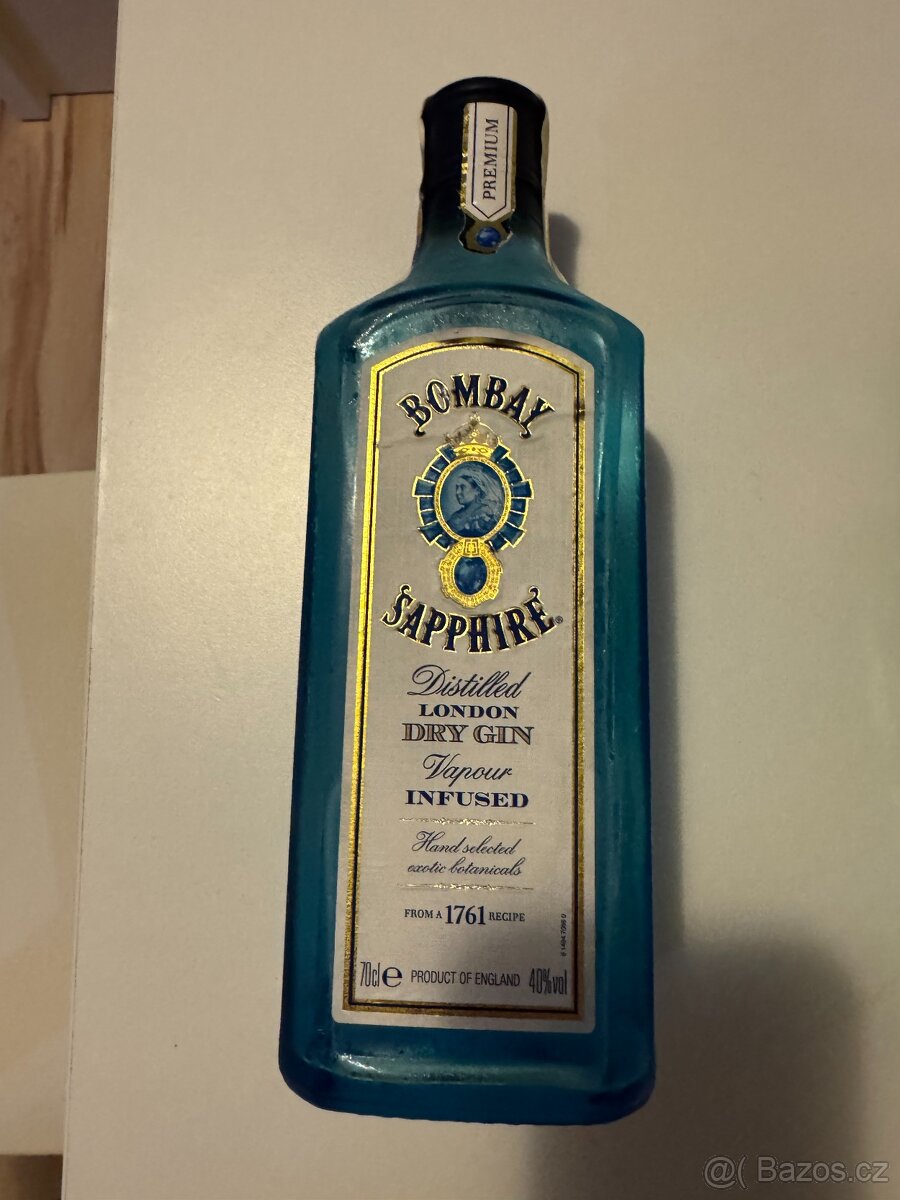 PREMIUM
BOMBAY
SAPPHIRE®
Distilled
LONDON
DRY GIN
Vapour
INFUSED
Hand selected
exotic botanicals
FROM A 1761 RECIPE
70cl e PRODUCT OF ENGLAND 40%vol
@( Bazos.cz